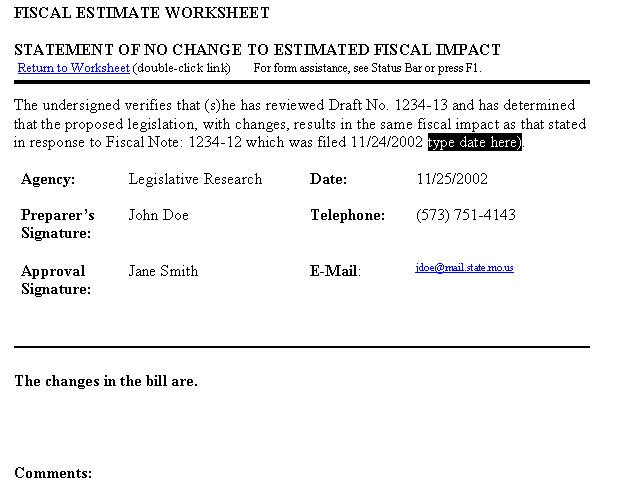 FISCAL ESTIMATE WORKSHEET
STATEMENT OF NO CHANGE TO ESTIMATED FISCAL IMPACT
Return to Worksheet (double-click link) For form assistance, see Status Bar or press F1.
The undersigned verifies that (s)he has reviewed Draft No. 1234-13 and has determined
that the proposed legislation, with changes, results in the same fiscal impact as that stated
in response to Fiscal Note: 1234-12 which was filed 11/24/2002 type date here).
Agency: Legislative Research Date: 11/25/2002
Preparer's John Doe Telephone: (573) 751-4143
Signature:
Approval Jane Smith E-Mail: jdoe@mail.state.mo.us
Signature:
The changes in the bill are.
Comments: